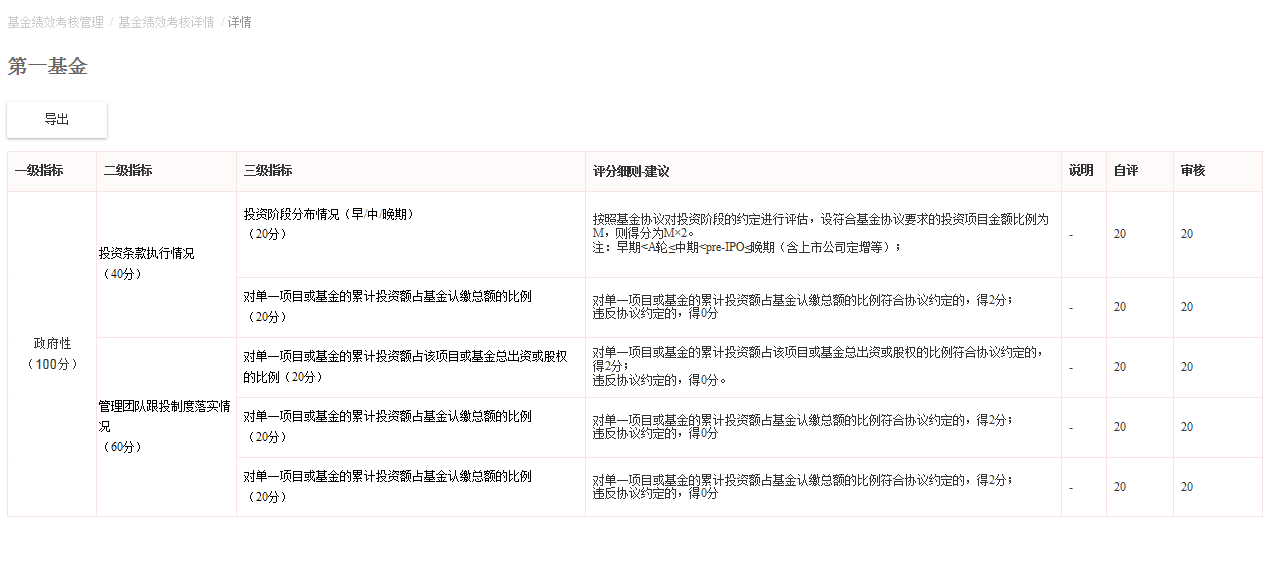 基金绩效考核管理 / 基金绩效考核详情 / 详情
第一基金
导出
一级指标 二级指标 三级指标 评分细则-建议 说明 自评 审核
政府性
（100分）
投资条款执行情况
（40分）
投资阶段分布情况（早/中/晚期）
（20分）
按照基金协议对投资阶段的约定进行评估，设符合基金协议要求的投资项目金额比例为
M，则得分为M×2。
注：早期<A轮≤中期<pre-IPO≤晚期（含上市公司定增等）；
- 20 20
对单一项目或基金的累计投资额占基金认缴总额的比例
（20分）
对单一项目或基金的累计投资额占基金认缴总额的比例符合协议约定的，得2分；
违反协议约定的，得0分
- 20 20
管理团队跟投制度落实情
况
（60分）
对单一项目或基金的累计投资额占该项目或基金总出资或股权
的比例（20分）
对单一项目或基金的累计投资额占该项目或基金总出资或股权的比例符合协议约定的，
得2分；
违反协议约定的，得0分。
- 20 20
对单一项目或基金的累计投资额占基金认缴总额的比例
（20分）
对单一项目或基金的累计投资额占基金认缴总额的比例符合协议约定的，得2分；
违反协议约定的，得0分
- 20 20
对单一项目或基金的累计投资额占基金认缴总额的比例
（20分）
对单一项目或基金的累计投资额占基金认缴总额的比例符合协议约定的，得2分；
违反协议约定的，得0分
- 20 20